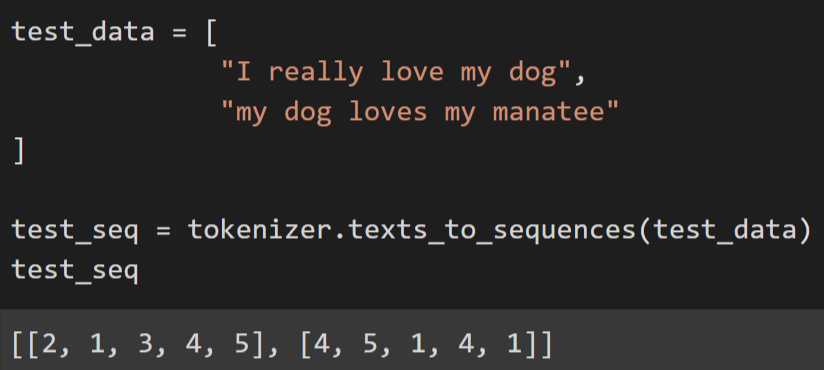 test_data = [
"I really love my dog",
"my dog loves my manatee"
]
test_seq = tokenizer.texts_to_sequences(test_data)
test_seq
[[2, 1, 3, 4, 5], [4, 5, 1, 4, 1]]